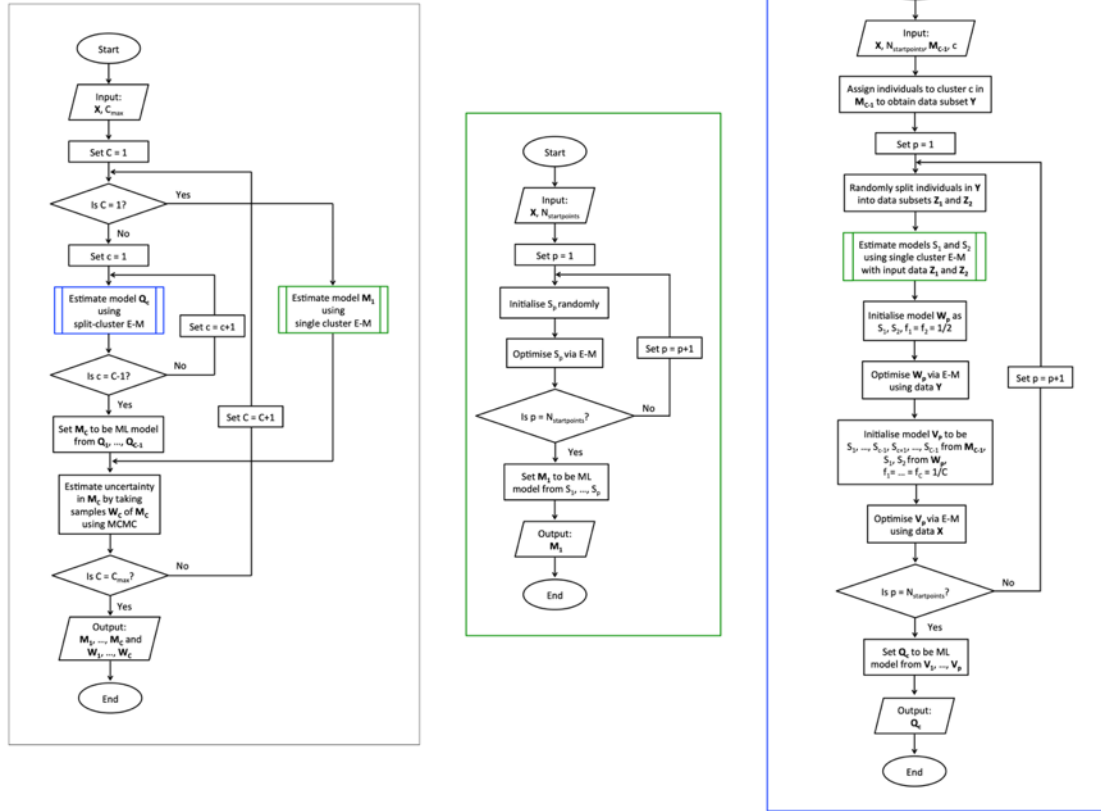 Start
Input:
X, Cmax
Set C = 1
Is C = 1?
Yes
No
Set c = 1
Estimate model Qc
using
split-cluster E-M
Set c = c+1
Estimate model M1
using
single cluster E-M
Is c = C-1?
No
Yes
Set C = C+1
Set MC to be ML model
from Q1, ..., QC-1
Estimate uncertainty
in MC by taking
samples WC of MC
using MCMC
Is C = Cmax?
No
Yes
Output:
M1, ..., MC and
W1, ..., WC
End
Start
Input:
X, Nstartpoints
Set p = 1
Initialise Sp randomly
Optimise Sp via E-M
Set p = p+1
Is p = Nstartpoints?
No
Yes
Set M1 to be ML
model from S1, ..., Sp
Output:
M1
End
Input:
X, Nstartpoints, MC-1, c
Assign individuals to cluster c in
MC-1 to obtain data subset Y
Set p = 1
Randomly split individuals in Y
into data subsets Z1 and Z2
Estimate models S1 and S2
using single cluster E-M
with input data Z1 and Z2
Initialise model Wp as
S1, S2, f1 = f2 = 1/2
Optimise Wp via E-M
using data Y
Set p = p+1
Initialise model Vp to be
S1, ..., Sc-1, Sc+1, ..., SC-1 from MC-1,
S1, S2 from Wp,
f1= ... = fC = 1/C
Optimise Vp via E-M
using data X
Is p = Nstartpoints?
No
Yes
Set Qc to be ML
model from V1, ..., Vp
Output:
Qc
End